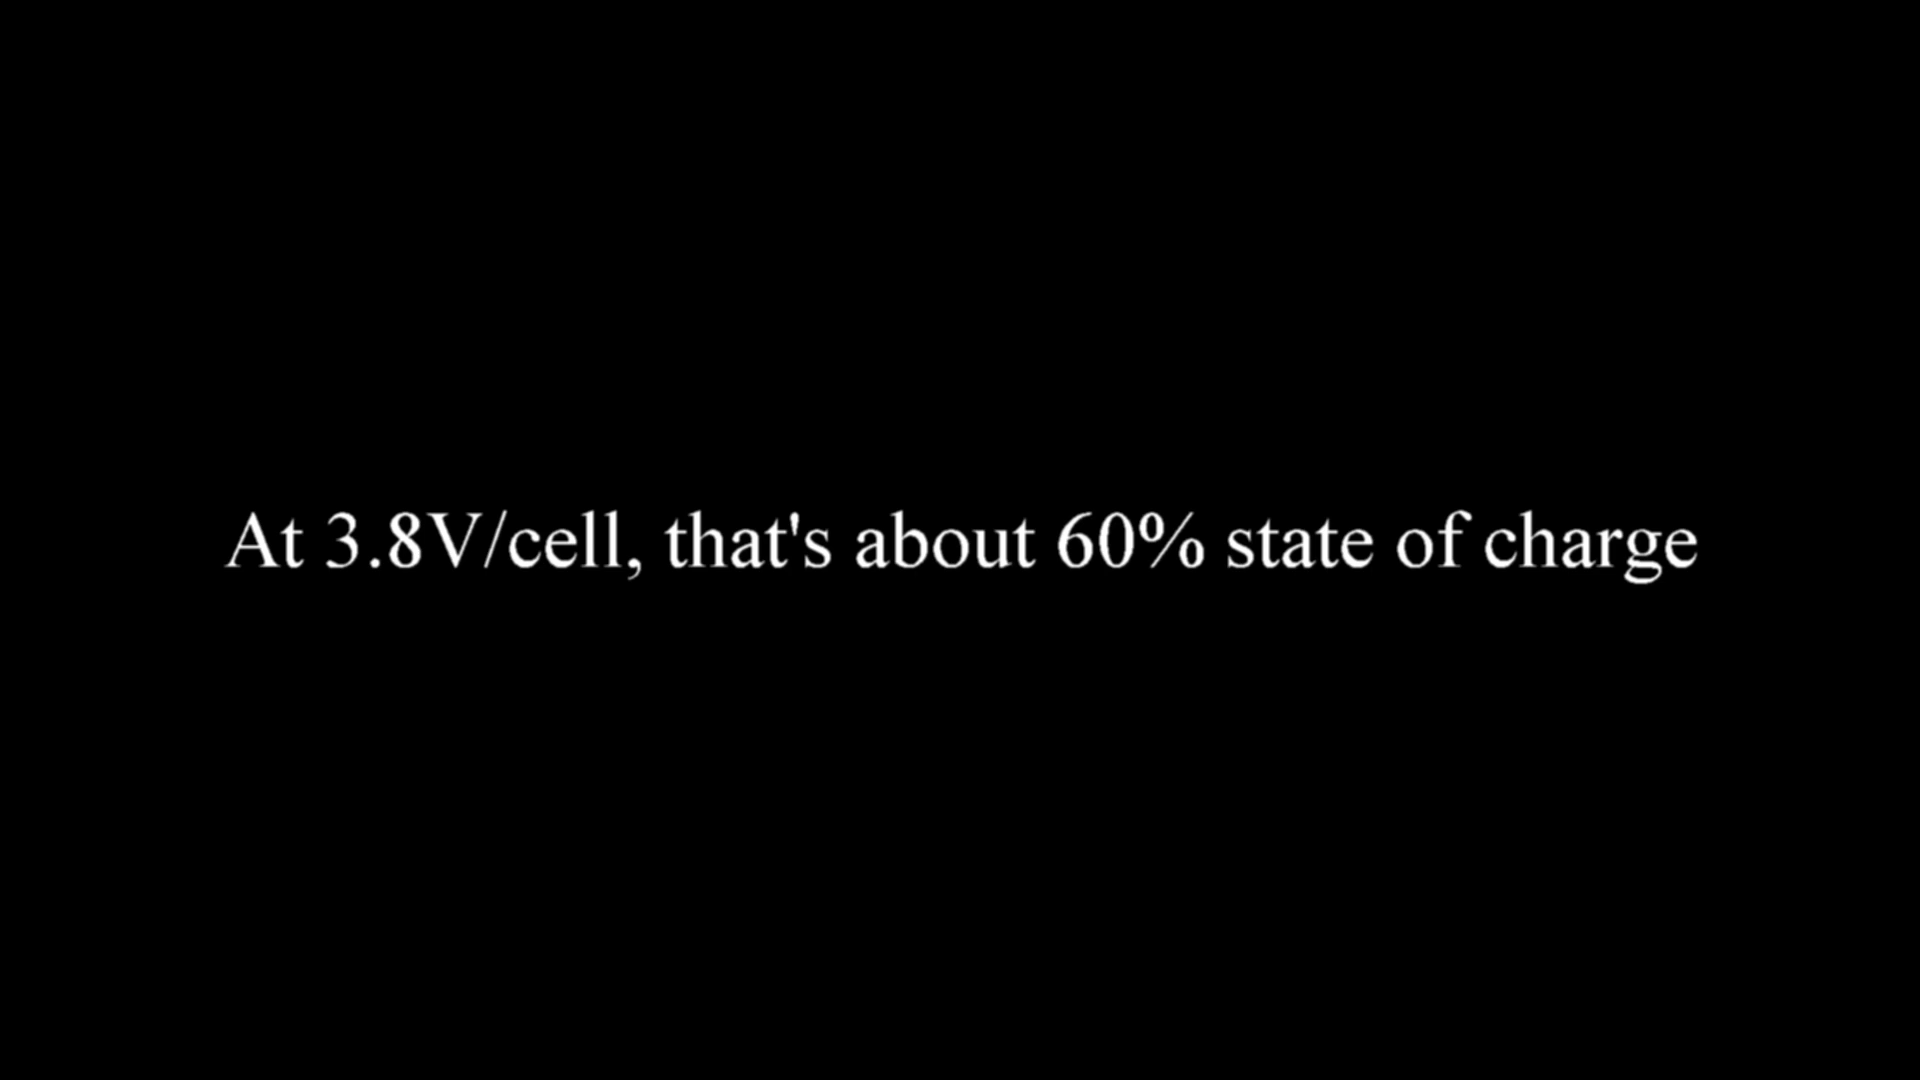 At 3.8V/cell, that's about 60% state of charge